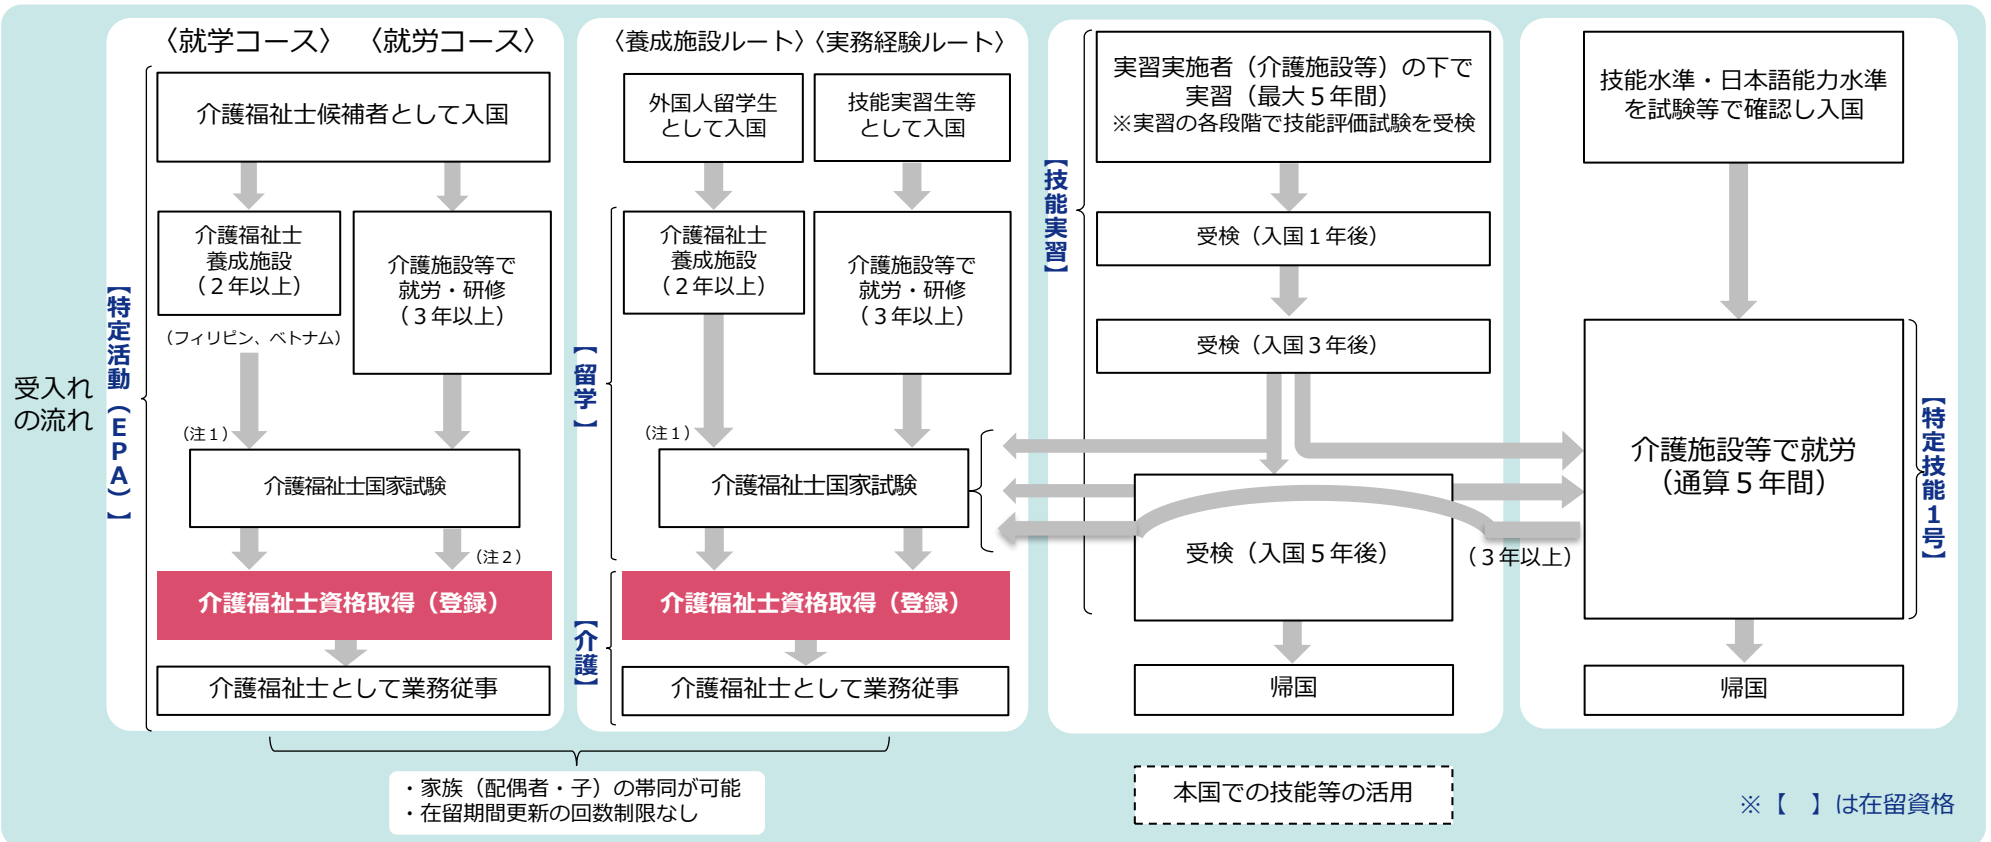 受入れ
の流れ
〈就学コース〉
〈就労コース〉
介護福祉士候補者として入国
介護福祉士
養成施設
（２年以上）
（フィリピン、ベトナム）
介護施設等で
就労・研修
（３年以上）
【特定活動（ＥＰＡ）】
（注１）
介護福祉士国家試験
（注２）
介護福祉士資格取得（登録）
介護福祉士として業務従事
〈養成施設ルート〉
〈実務経験ルート〉
外国人留学生
として入国
技能実習生等
として入国
介護福祉士
養成施設
（２年以上）
介護施設等で
就労・研修
（３年以上）
【留学】
（注１）
介護福祉士国家試験
介護福祉士資格取得（登録）
【介護】
介護福祉士として業務従事
・家族（配偶者・子）の帯同が可能
・在留期間更新の回数制限なし
【技能実習】
実習実施者（介護施設等）の下で
実習（最大５年間）
※実習の各段階で技能評価試験を受検
受検（入国１年後）
受検（入国３年後）
受検（入国５年後）
帰国
本国での技能等の活用
技能水準・日本語能力水準
を試験等で確認し入国
介護施設等で就労
（通算５年間）
【特定技能１号】
（３年以上）
帰国
※【　】は在留資格